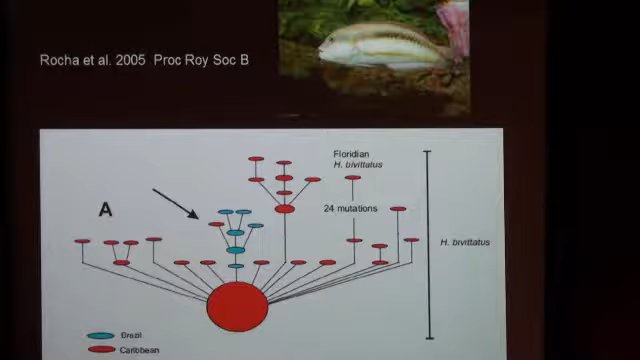 Rocha et al. 2005 Proc Roy Soc B
Floridian
H. bivittatus
A
24 mutations
H. bivittatus
Brazil
Caribbean